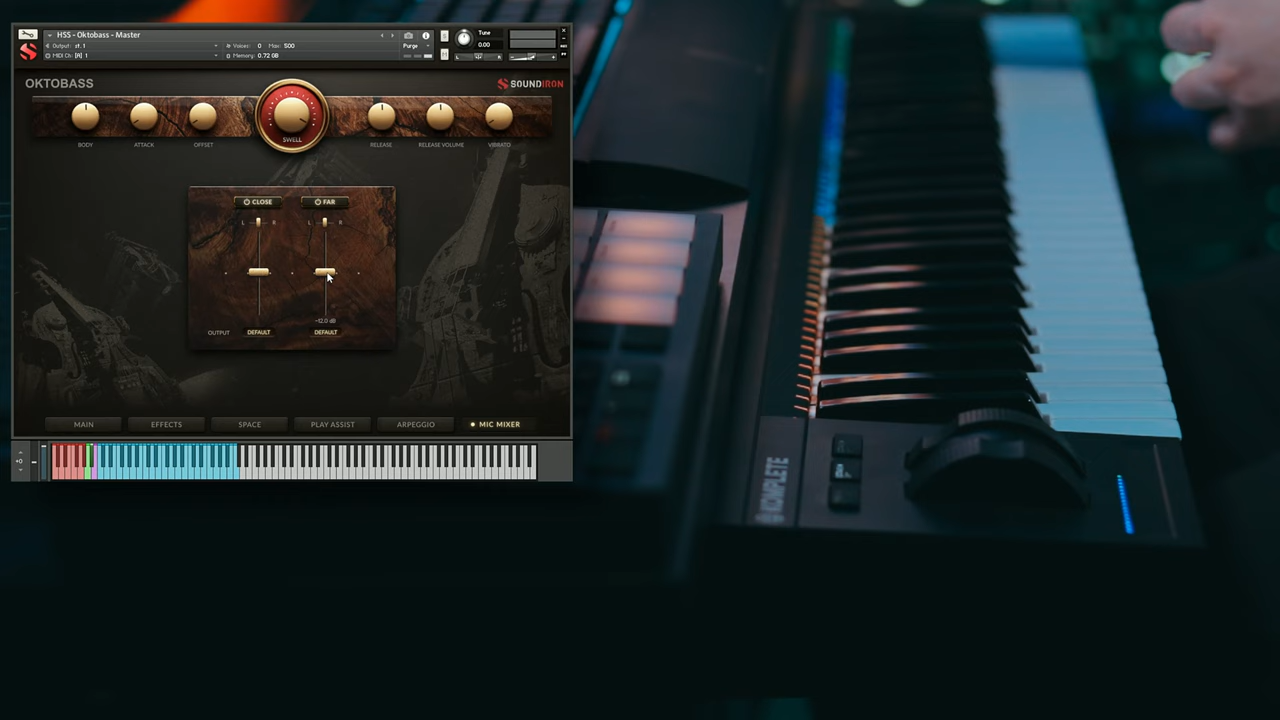 HSS - Oktobass - Master
Output: st. 1
Voices: 0 Max: 500
Purge
MIDI Ch: [A] 1
Memory: 0.72 GB
Tune
0.00
S
M
L R
OKTOBASS
SOUNDIRON
SWELL
BODY
ATTACK
OFFSET
RELEASE
RELEASE VOLUME
VIBRATO
CLOSE
FAR
L R
L R
-12.0 dB
OUTPUT
DEFAULT
DEFAULT
MAIN
EFFECTS
SPACE
PLAY ASSIST
ARPEGGIO
MIC MIXER
+0
KOMPLETE